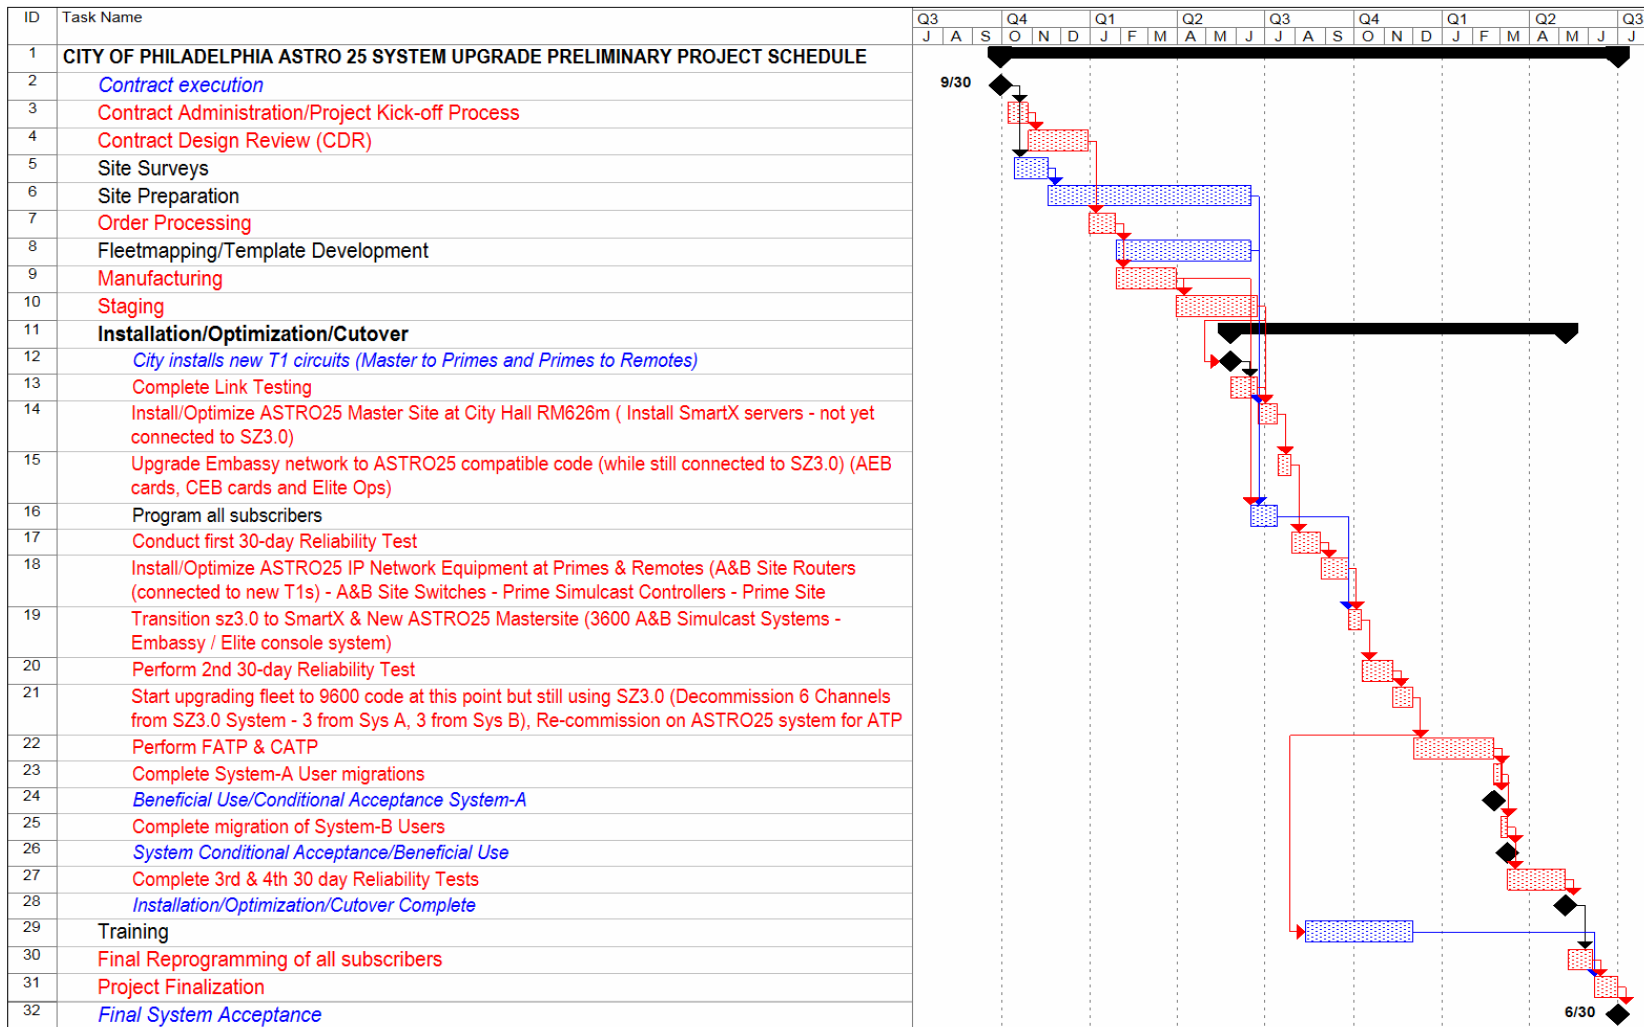 ID Task Name Q3 Q4 Q1 Q2 Q3 Q4 Q1 Q2 Q3
J A S O N D J F M A M J J A S O N D J F M A M J J
1 CITY OF PHILADELPHIA ASTRO 25 SYSTEM UPGRADE PRELIMINARY PROJECT SCHEDULE
2 Contract execution 9/30
3 Contract Administration/Project Kick-off Process
4 Contract Design Review (CDR)
5 Site Surveys
6 Site Preparation
7 Order Processing
8 Fleetmapping/Template Development
9 Manufacturing
10 Staging
11 Installation/Optimization/Cutover
12 City installs new T1 circuits (Master to Primes and Primes to Remotes)
13 Complete Link Testing
14 Install/Optimize ASTRO25 Master Site at City Hall RM626m ( Install SmartX servers - not yet
connected to SZ3.0)
15 Upgrade Embassy network to ASTRO25 compatible code (while still connected to SZ3.0) (AEB
cards, CEB cards and Elite Ops)
16 Program all subscribers
17 Conduct first 30-day Reliability Test
18 Install/Optimize ASTRO25 IP Network Equipment at Primes & Remotes (A&B Site Routers
(connected to new T1s) - A&B Site Switches - Prime Simulcast Controllers - Prime Site
19 Transition sz3.0 to SmartX & New ASTRO25 Mastersite (3600 A&B Simulcast Systems -
Embassy / Elite console system)
20 Perform 2nd 30-day Reliability Test
21 Start upgrading fleet to 9600 code at this point but still using SZ3.0 (Decommission 6 Channels
from SZ3.0 System - 3 from Sys A, 3 from Sys B), Re-commission on ASTRO25 system for ATP
22 Perform FATP & CATP
23 Complete System-A User migrations
24 Beneficial Use/Conditional Acceptance System-A
25 Complete migration of System-B Users
26 System Conditional Acceptance/Beneficial Use
27 Complete 3rd & 4th 30 day Reliability Tests
28 Installation/Optimization/Cutover Complete
29 Training
30 Final Reprogramming of all subscribers
31 Project Finalization
32 Final System Acceptance 6/30